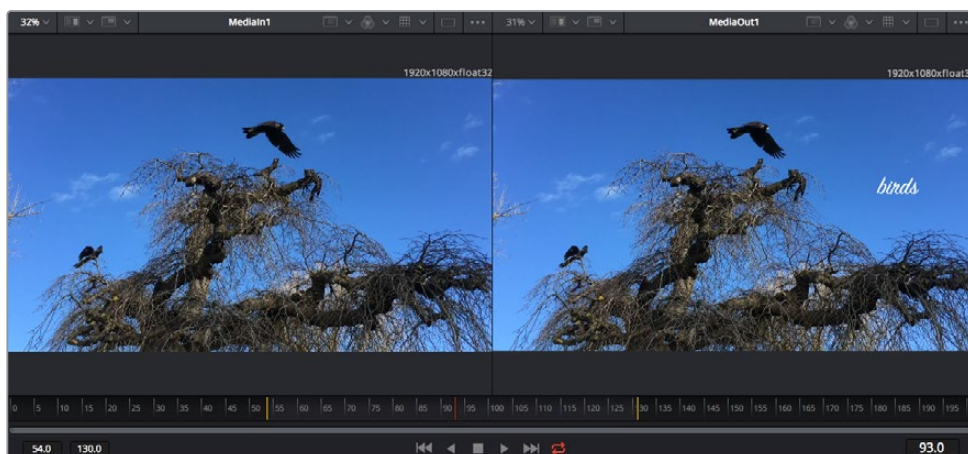 32% MediaIn1 31% MediaOut1
1920x1080xfloat32 1920x1080xfloat3
birds
0 5 10 15 20 25 30 35 40 45 50 55 60 65 70 75 80 85 90 95 100 105 110 115 120 125 130 135 140 145 150 155 160 165 170 175 180 185 190 195
54.0 130.0 93.0